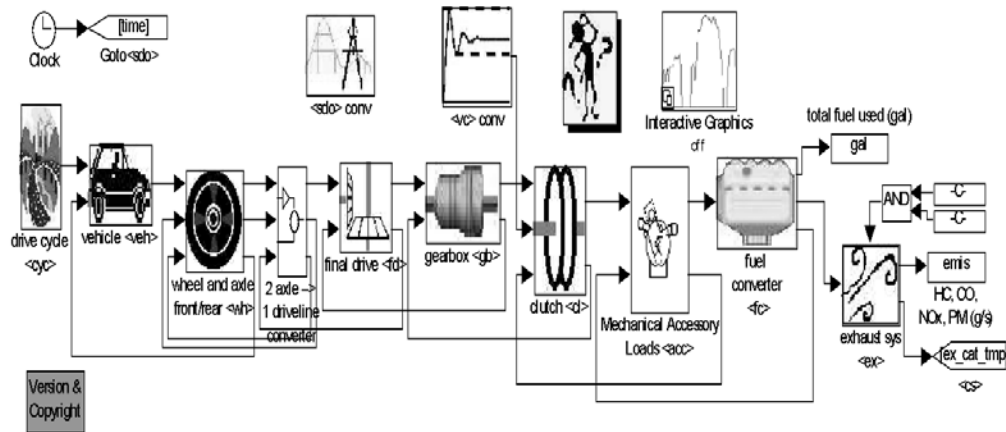 [time]
Clock
Goto<sdo>
<sdo> conv
<vc> conv
Interactive Graphics
off
total fuel used (gal)
gal
AND
-C-
-C-
drive cycle
<cyc>
vehicle <veh>
wheel and axle
front/rear <wh>
2 axle -->
1 driveline
converter
final drive <fd>
gearbox <gb>
clutch <cl>
Mechanical Accessory
Loads <acc>
fuel
converter
<fc>
emis
HC, CO,
NOx, PM (g/s)
exhaust sys
<ex>
[ex_cat_tmp]
<cs>
Version &
Copyright